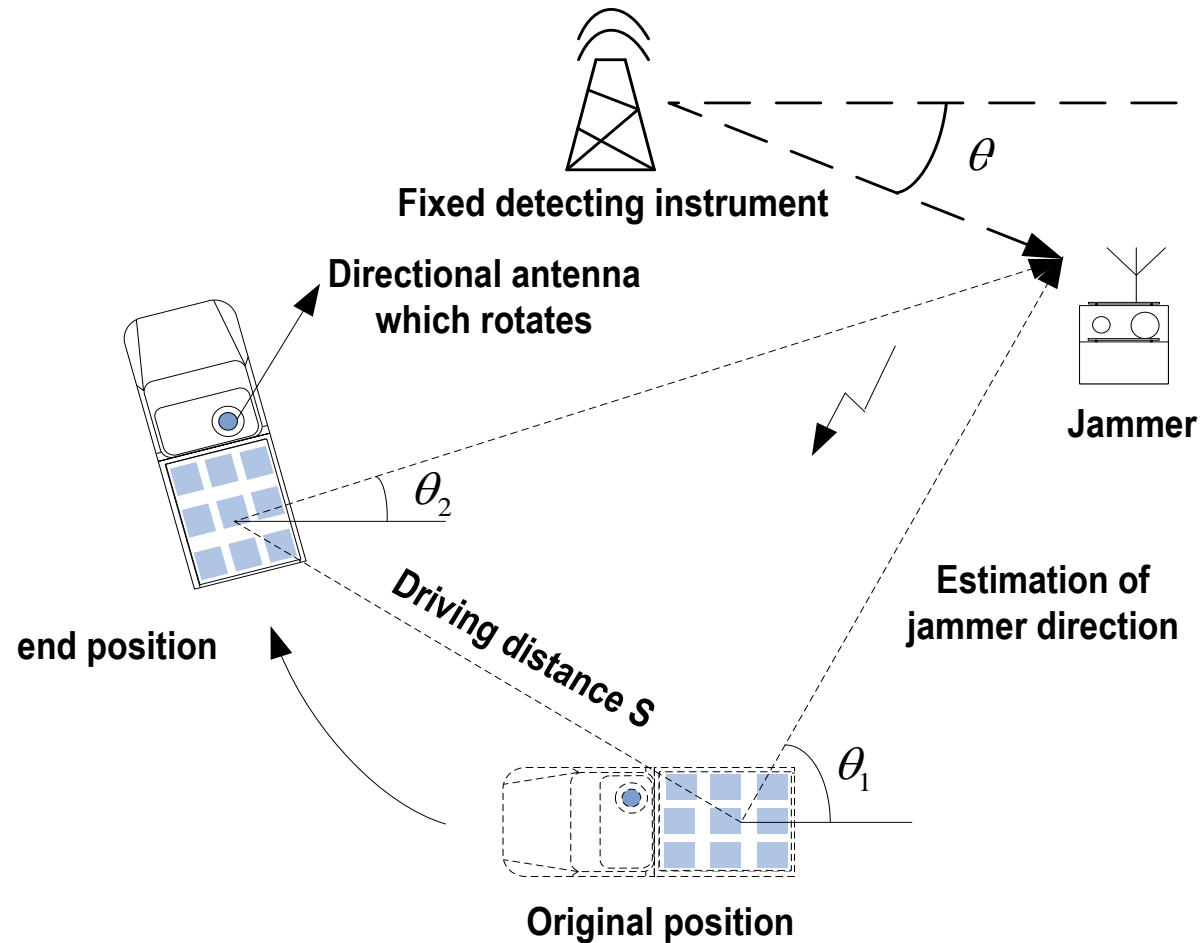 θ
Fixed detecting instrument
Directional antenna
which rotates
Jammer
θ₂
Estimation of
jammer direction
Driving distance S
end position
θ₁
Original position